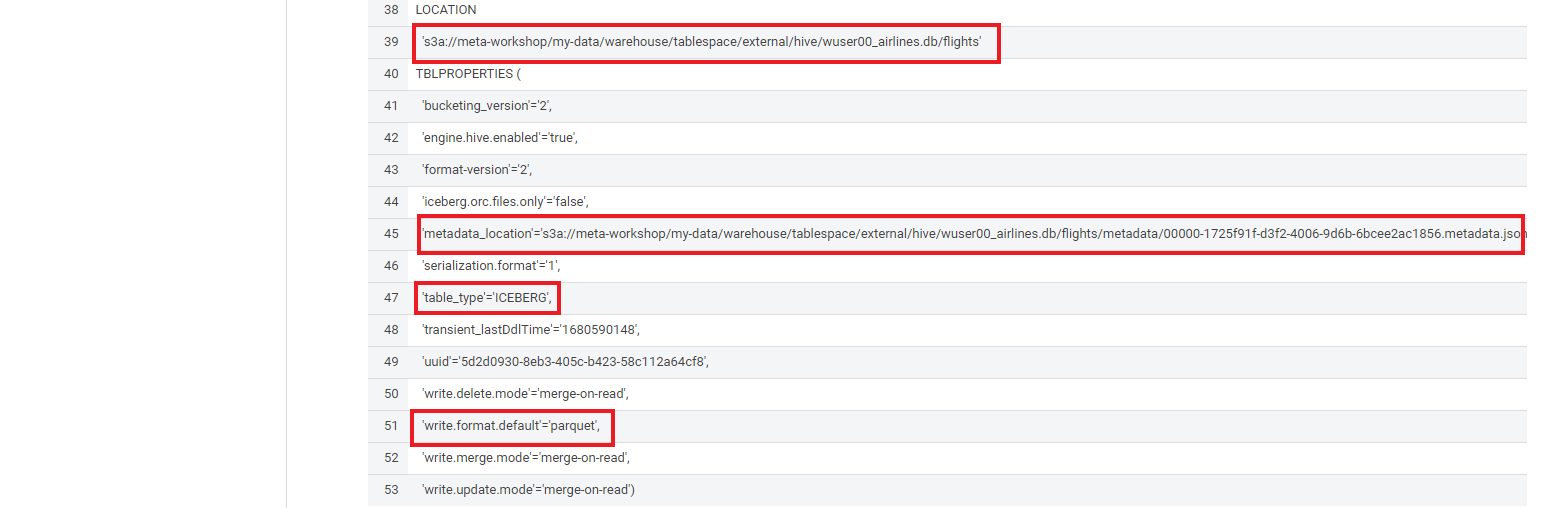 38 LOCATION
39 's3a://meta-workshop/my-data/warehouse/tablespace/external/hive/wuser00_airlines.db/flights'
40 TBLPROPERTIES (
41 'bucketing_version'='2',
42 'engine.hive.enabled'='true',
43 'format-version'='2',
44 'iceberg.orc.files.only'='false',
45 'metadata_location'='s3a://meta-workshop/my-data/warehouse/tablespace/external/hive/wuser00_airlines.db/flights/metadata/00000-1725f91f-d3f2-4006-9d6b-6bcee2ac1856.metadata.json
46 'serialization.format'='1',
47 'table_type'='ICEBERG',
48 'transient_lastDdlTime'='1680590148',
49 'uuid'='5d2d0930-8eb3-405c-b423-58c112a64cf8',
50 'write.delete.mode'='merge-on-read',
51 'write.format.default'='parquet',
52 'write.merge.mode'='merge-on-read',
53 'write.update.mode'='merge-on-read')